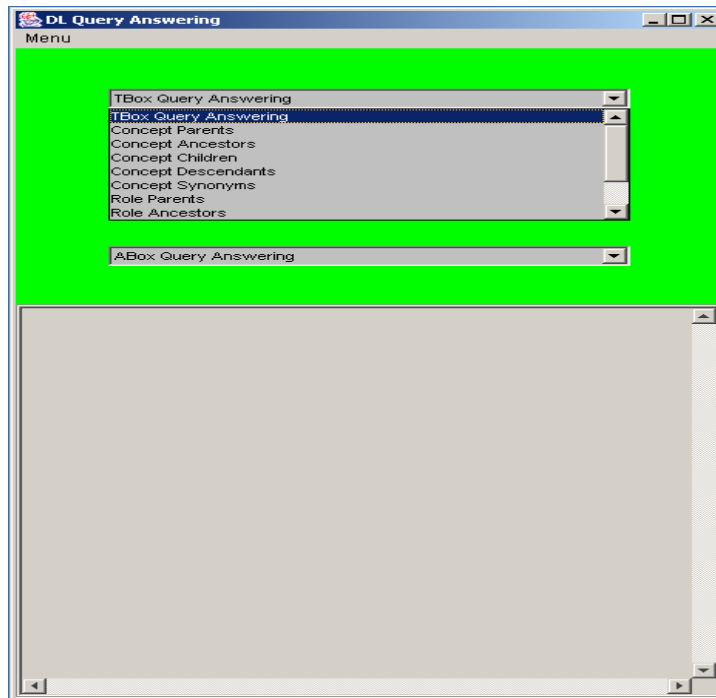 DL Query Answering
Menu
TBox Query Answering
TBox Query Answering
Concept Parents
Concept Ancestors
Concept Children
Concept Descendants
Concept Synonyms
Role Parents
Role Ancestors
ABox Query Answering